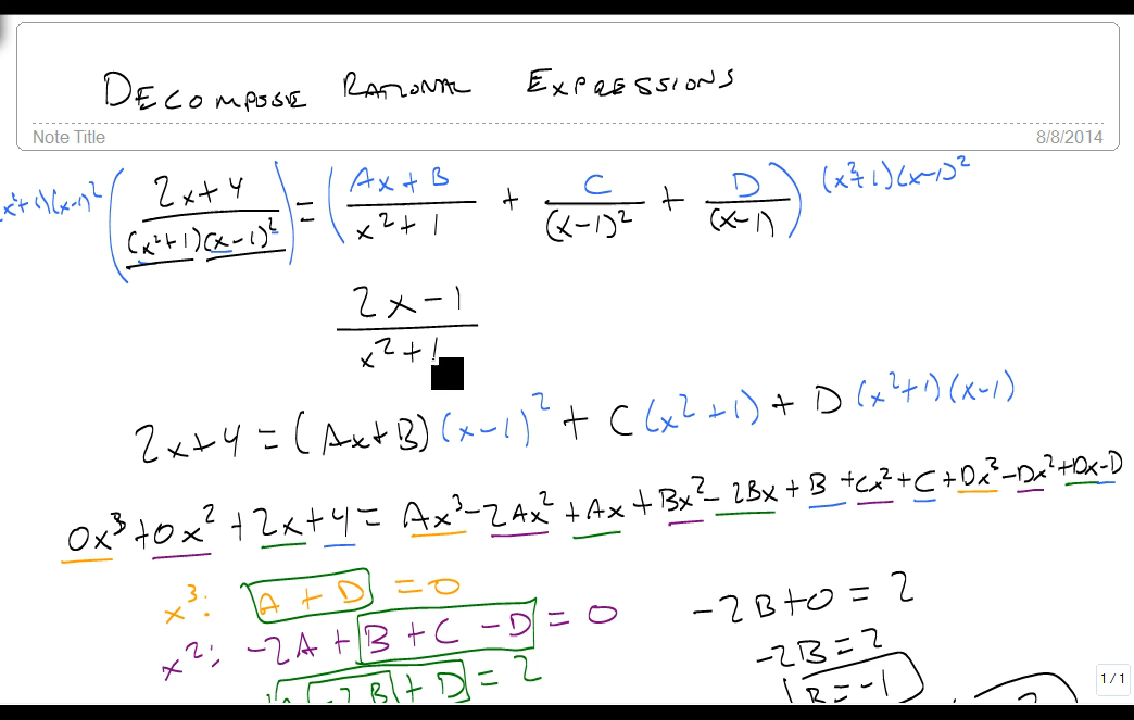 DECOMPOSE RATIONAL EXPRESSIONS
Note Title 8/8/2014
x²+1)(x-1)² ( (2x+4)/((x²+1)(x-1)²) ) = ( (Ax+B)/(x²+1) + C/(x-1)² + D/(x-1) ) (x²+1)(x-1)²
(2x-1)/(x²+1
2x+4 = (Ax+B)(x-1)² + C(x²+1) + D(x²+1)(x-1)
0x³+0x²+2x+4 = Ax³-2Ax²+Ax+Bx²-2Bx+B+Cx²+C+Dx³-Dx²+Dx-D
x³: A + D = 0
x²: -2A + B + C - D = 0
-2B + D = 2
-2B+0 = 2
-2B = 2
B = -1
1/1